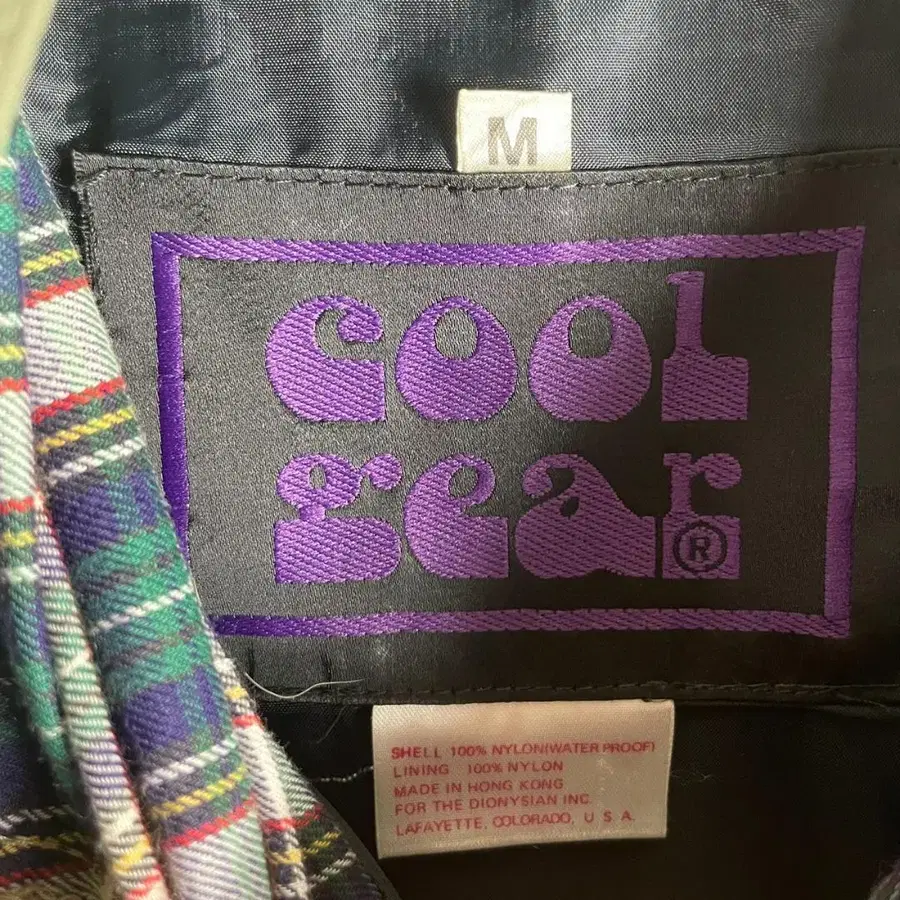 M
cool
gear®
SHELL 100% NYLON(WATER PROOF)
LINING 100% NYLON
MADE IN HONG KONG
FOR THE DIONYSIAN INC.
LAFAYETTE, COLORADO, U S A.